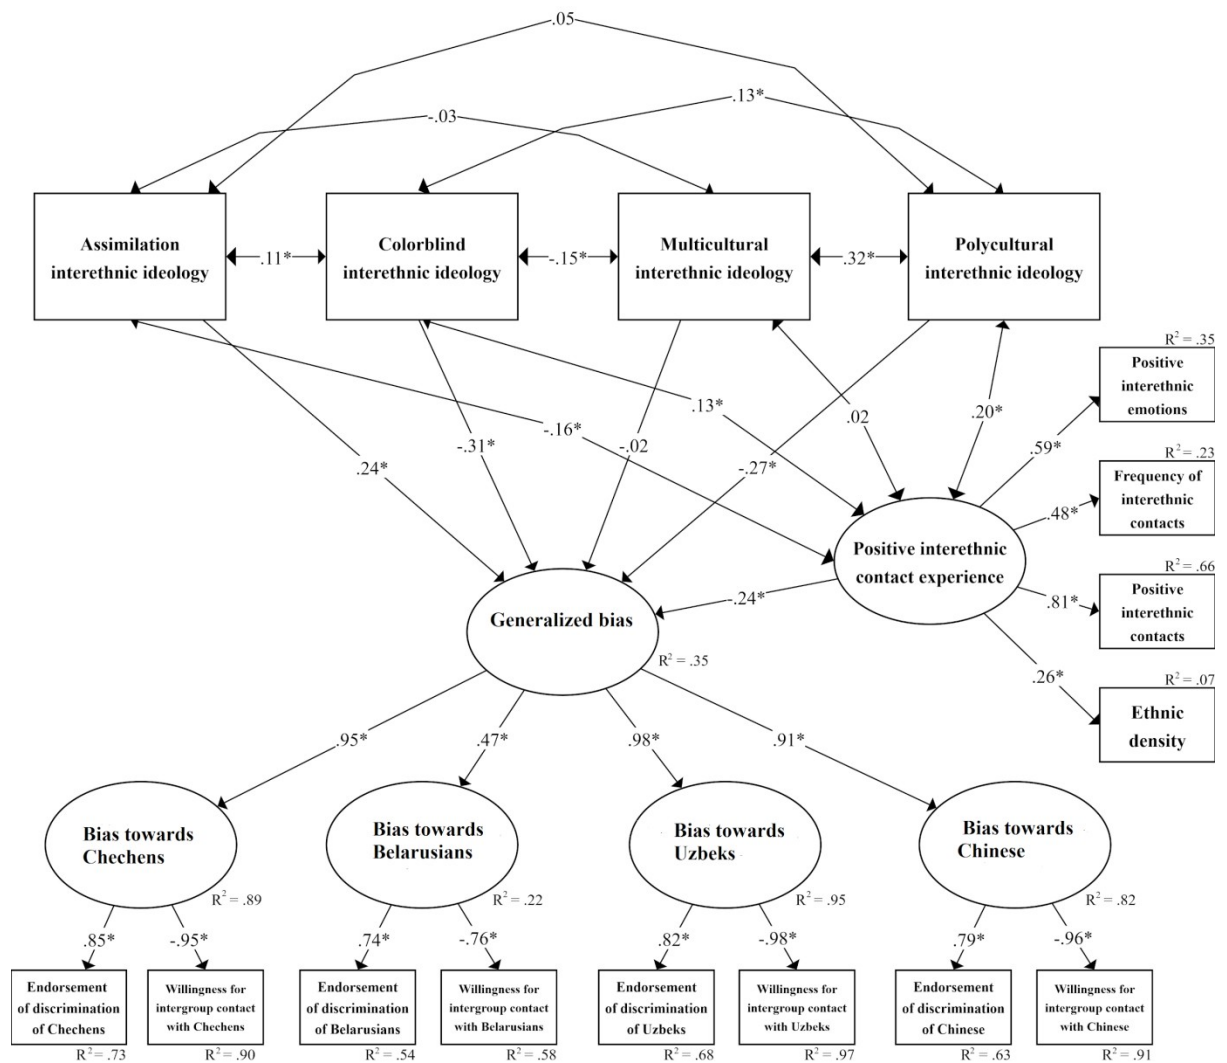 .05
.13*
-.03
Assimilation
interethnic ideology
Colorblind
interethnic ideology
Multicultural
interethnic ideology
Polycultural
interethnic ideology
.11*
-.15*
.32*
R² = .35
Positive
interethnic
emotions
.13*
.02
.20*
-.16*
-.31*
-.02
.24*
-.27*
.59*
R² = .23
Frequency of
interethnic
contacts
.48*
Positive interethnic
contact experience
R² = .66
Positive
interethnic
contacts
.81*
-.24*
Generalized bias
R² = .35
.26*
R² = .07
Ethnic
density
.95*
.47*
.98*
.91*
Bias towards
Chechens
R² = .89
Bias towards
Belarusians
R² = .22
Bias towards
Uzbeks
R² = .95
Bias towards
Chinese
R² = .82
.85*
-.95*
.74*
-.76*
.82*
-.98*
.79*
-.96*
Endorsement
of discrimination
of Chechens
R² = .73
Willingness for
intergroup contact
with Chechens
R² = .90
Endorsement
of discrimination
of Belarusians
R² = .54
Willingness for
intergroup contact
with Belarusians
R² = .58
Endorsement
of discrimination
of Uzbeks
R² = .68
Willingness for
intergroup contact
with Uzbeks
R² = .97
Endorsement
of discrimination
of Chinese
R² = .63
Willingness for
intergroup contact
with Chinese
R² = .91